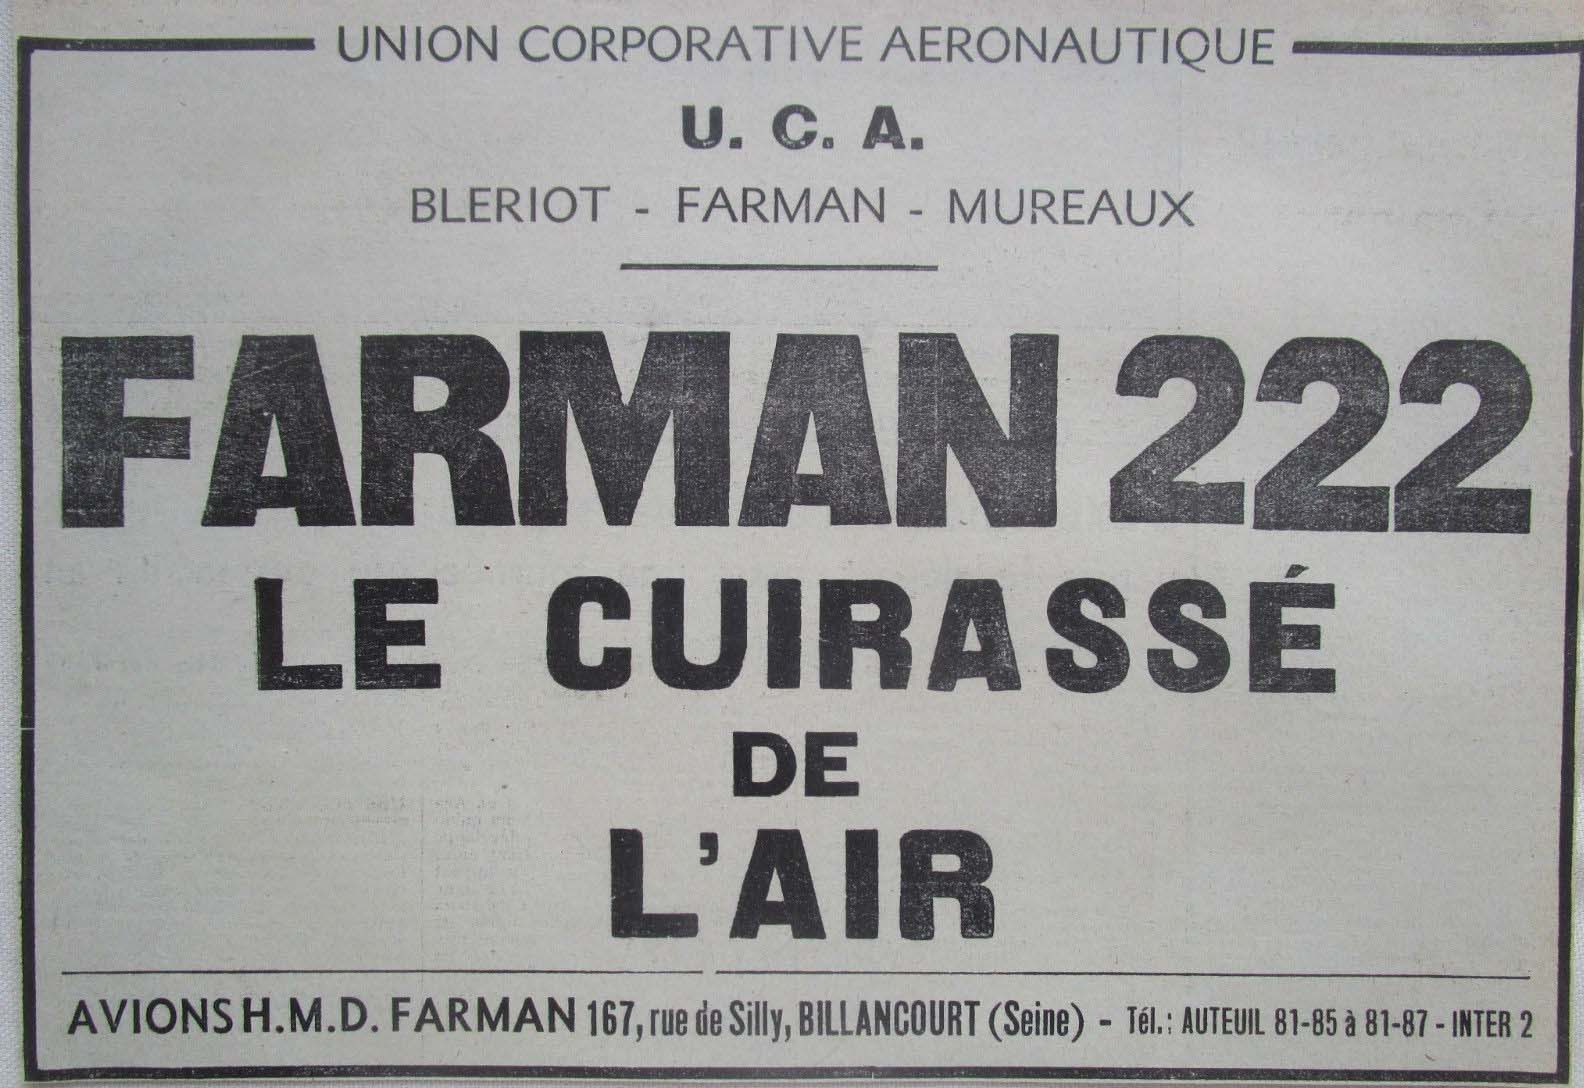 UNION CORPORATIVE AERONAUTIQUE
U. C. A.
BLERIOT - FARMAN - MUREAUX
FARMAN 222
LE CUIRASSÉ
DE
L'AIR
AVIONS H.M.D. FARMAN 167, rue de Silly, BILLANCOURT (Seine) - Tél.: AUTEUIL 81-85 à 81-87 - INTER 2